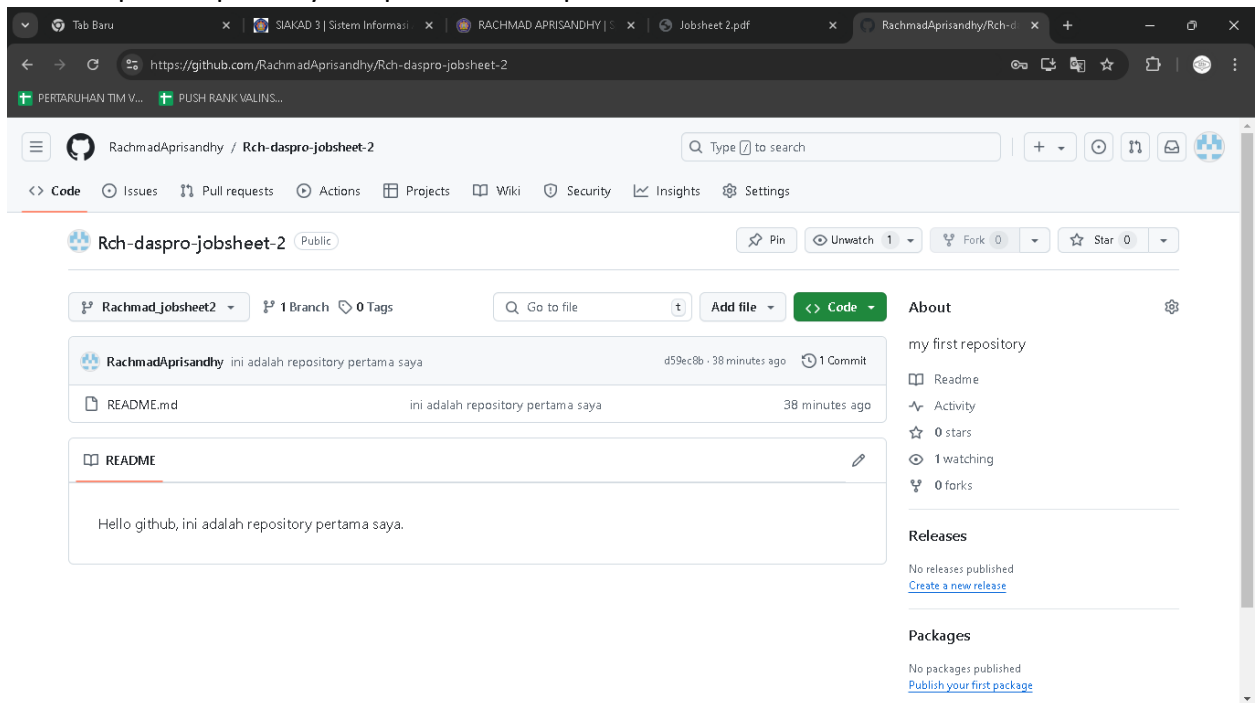 Tab Baru
SIAKAD 3 | Sistem Informasi
RACHMAD APRISANDHY | S
Jobsheet 2.pdf
RachmadAprisandhy/Rch-d
https://github.com/RachmadAprisandhy/Rch-daspro-jobsheet-2
PERTARUHAN TIM V...
PUSH RANK VALINS...
RachmadAprisandhy / Rch-daspro-jobsheet-2
Type / to search
<> Code Issues Pull requests Actions Projects Wiki Security Insights Settings
Rch-daspro-jobsheet-2 Public
Pin Unwatch 1 Fork 0 Star 0
Rachmad_jobsheet2 1 Branch 0 Tags
Go to file t Add file <> Code
RachmadAprisandhy ini adalah repository pertama saya d59ec8b · 38 minutes ago 1 Commit
README.md ini adalah repository pertama saya 38 minutes ago
README
Hello github, ini adalah repository pertama saya.
About
my first repository
Readme
Activity
0 stars
1 watching
0 forks
Releases
No releases published
Create a new release
Packages
No packages published
Publish your first package